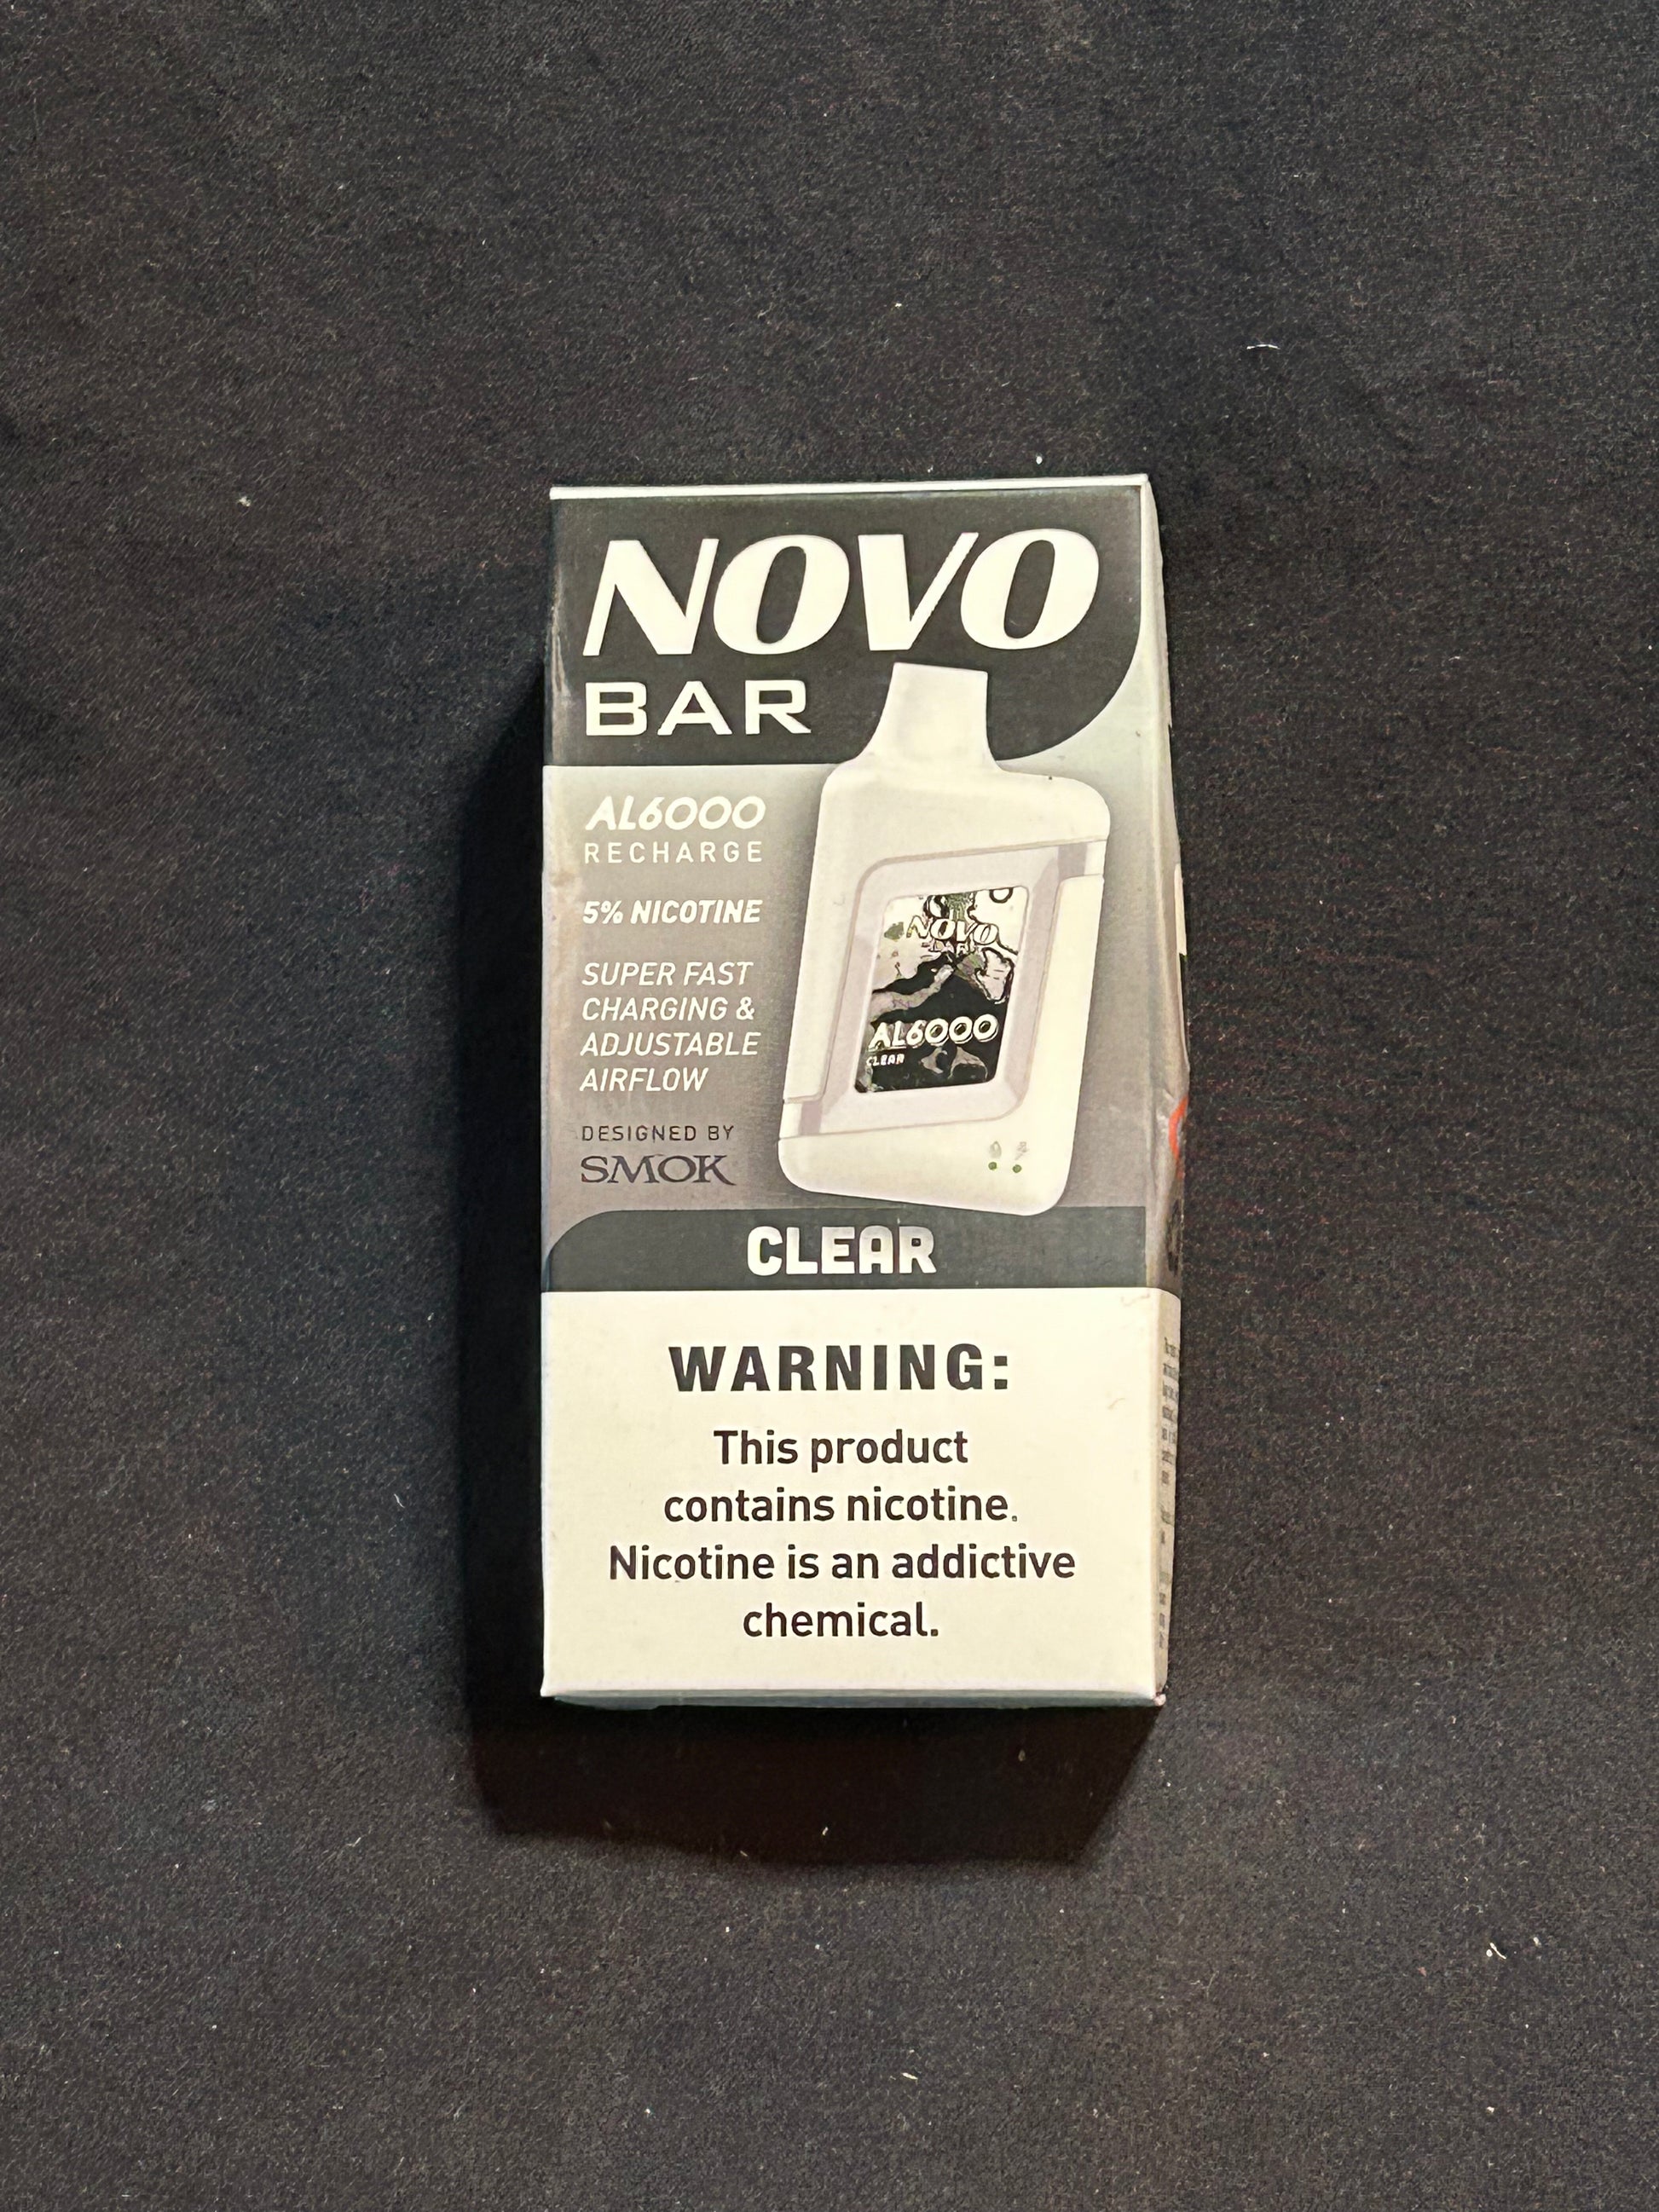 NOVO
BAR
AL6000
RECHARGE
5% NICOTINE
SUPER FAST
CHARGING &
ADJUSTABLE
AIRFLOW
DESIGNED BY
SMOK
NOVO
BAR
AL6000
CLEAR
CLEAR
WARNING:
This product
contains nicotine.
Nicotine is an addictive
chemical.